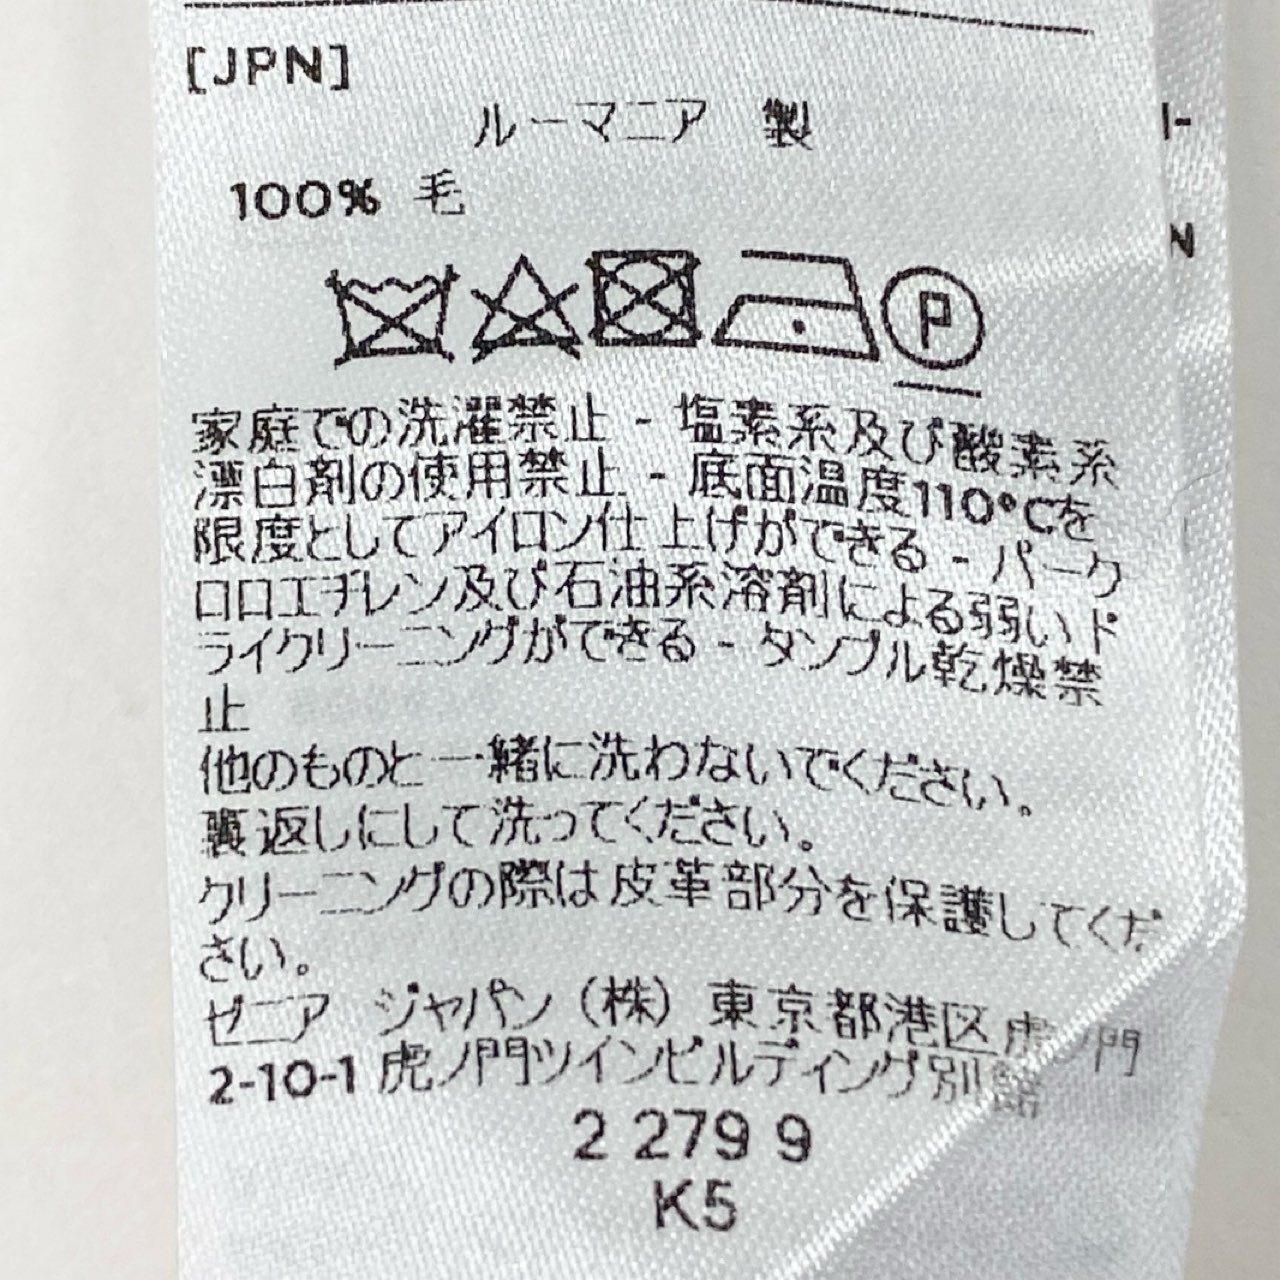 [JPN]
ルーマニア 製
100% 毛
P
家庭での洗濯禁止 - 塩素系及び酸素系
漂白剤の使用禁止 - 底面温度110°Cを
限度としてアイロン仕上げができる - パーク
ロロエチレン及び石油系溶剤による弱いド
ライクリーニングができる - タンブル乾燥禁
止
他のものと一緒に洗わないでください。
裏返しにして洗ってください。
クリーニングの際は皮革部分を保護してくだ
さい。
ゼニア ジャパン (株) 東京都港区虎ノ門
2-10-1 虎ノ門ツインビルディング別館
2 279 9
K5